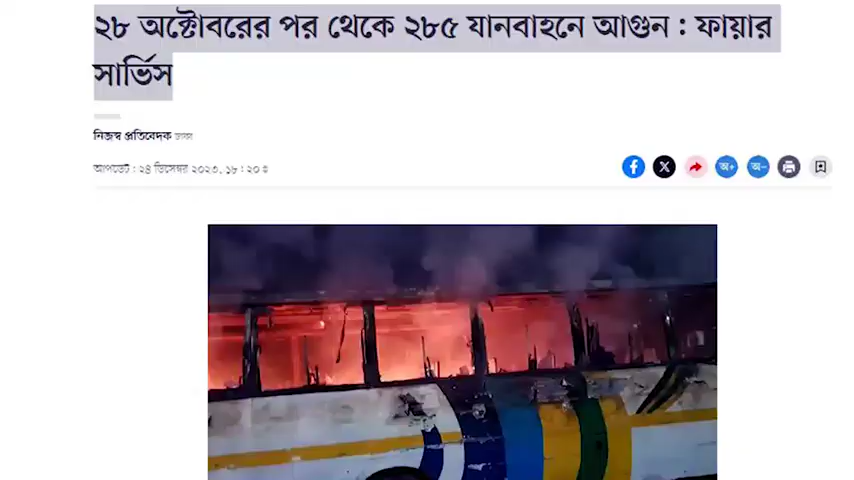 ২৮ অক্টোবরের পর থেকে ২৮৫ যানবাহনে আগুন : ফায়ার
সার্ভিস
নিজস্ব প্রতিবেদক ঢাকা
আপডেট : ২৪ ডিসেম্বর ২০২৩, ১৮ : ২০
অ+ অ-